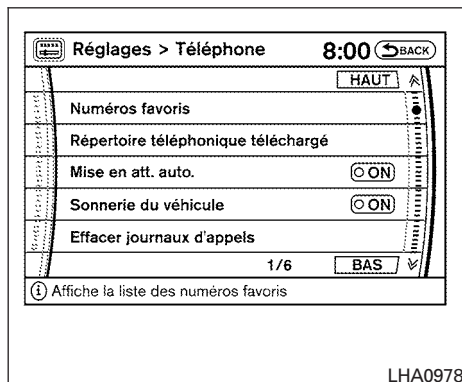 Réglages > Téléphone 8:00 BACK
HAUT
Numéros favoris
Répertoire téléphonique téléchargé
Mise en att. auto. ON
Sonnerie du véhicule ON
Effacer journaux d'appels
1/6 BAS
i Affiche la liste des numéros favoris
LHA0978